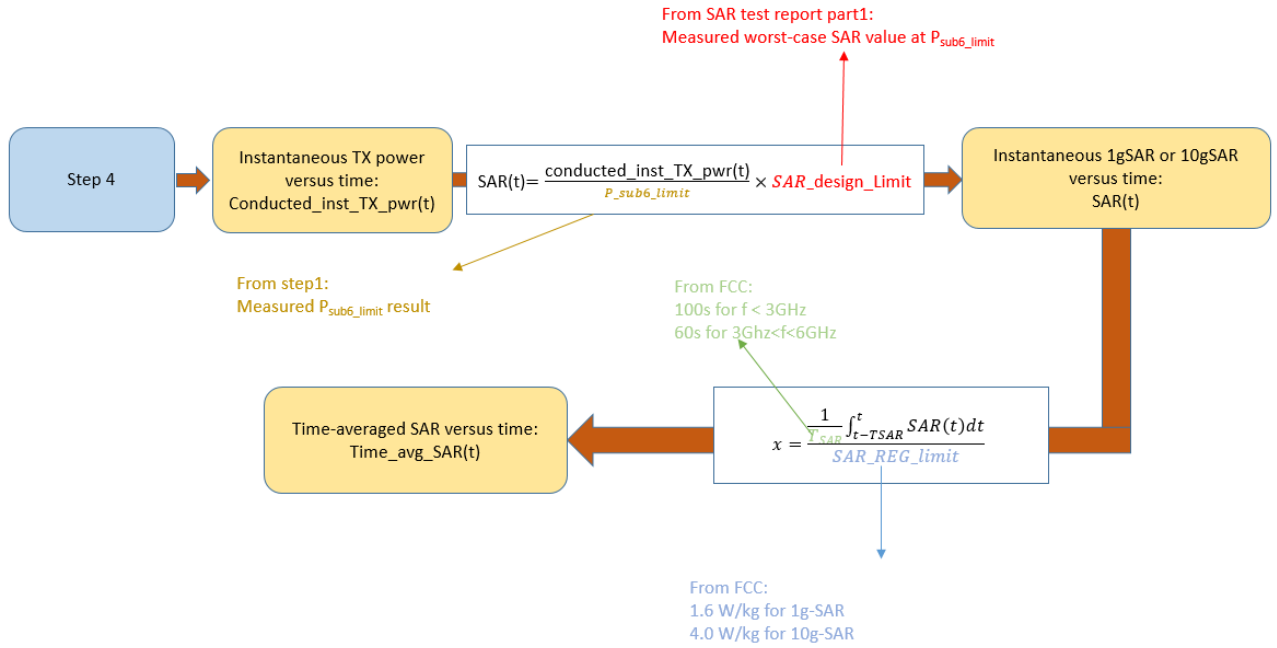 From SAR test report part1:
Measured worst-case SAR value at P_sub6_limit
Step 4
Instantaneous TX power
versus time:
Conducted_inst_TX_pwr(t)
SAR(t)= conducted_inst_TX_pwr(t) / P_sub6_limit × SAR_design_Limit
Instantaneous 1gSAR or 10gSAR
versus time:
SAR(t)
From step1:
Measured P_sub6_limit result
From FCC:
100s for f < 3GHz
60s for 3Ghz<f<6GHz
Time-averaged SAR versus time:
Time_avg_SAR(t)
x = 1/T_SAR ∫_{t−TSAR}^{t} SAR(t)dt / SAR_REG_limit
From FCC:
1.6 W/kg for 1g-SAR
4.0 W/kg for 10g-SAR